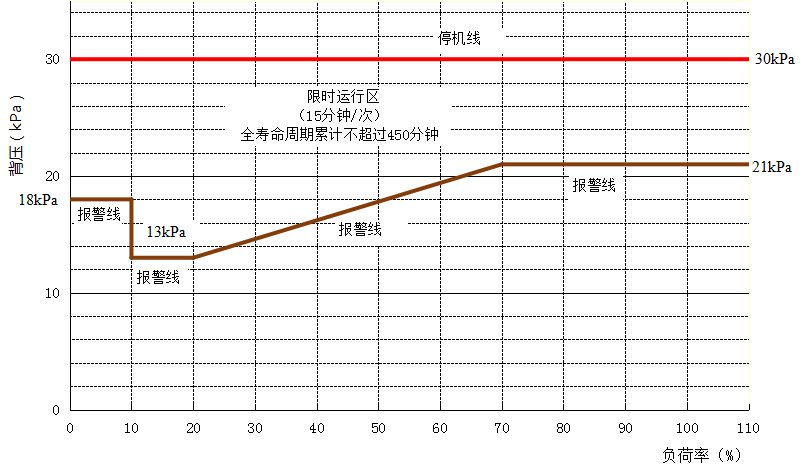 停机线
30
30kPa
限时运行区
（15分钟/次）
全寿命周期累计不超过450分钟
背压（kPa）
20
21kPa
18kPa
报警线
报警线
13kPa
报警线
报警线
10
0
0 10 20 30 40 50 60 70 80 90 100 110
负荷率（%）